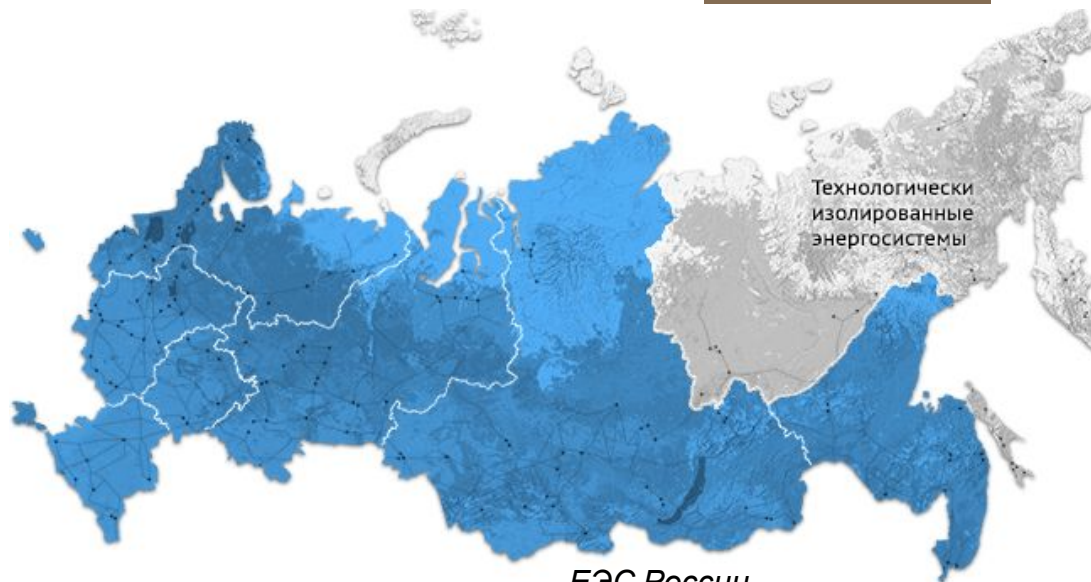 Технологически
изолированные
энергосистемы
ЕЭС России